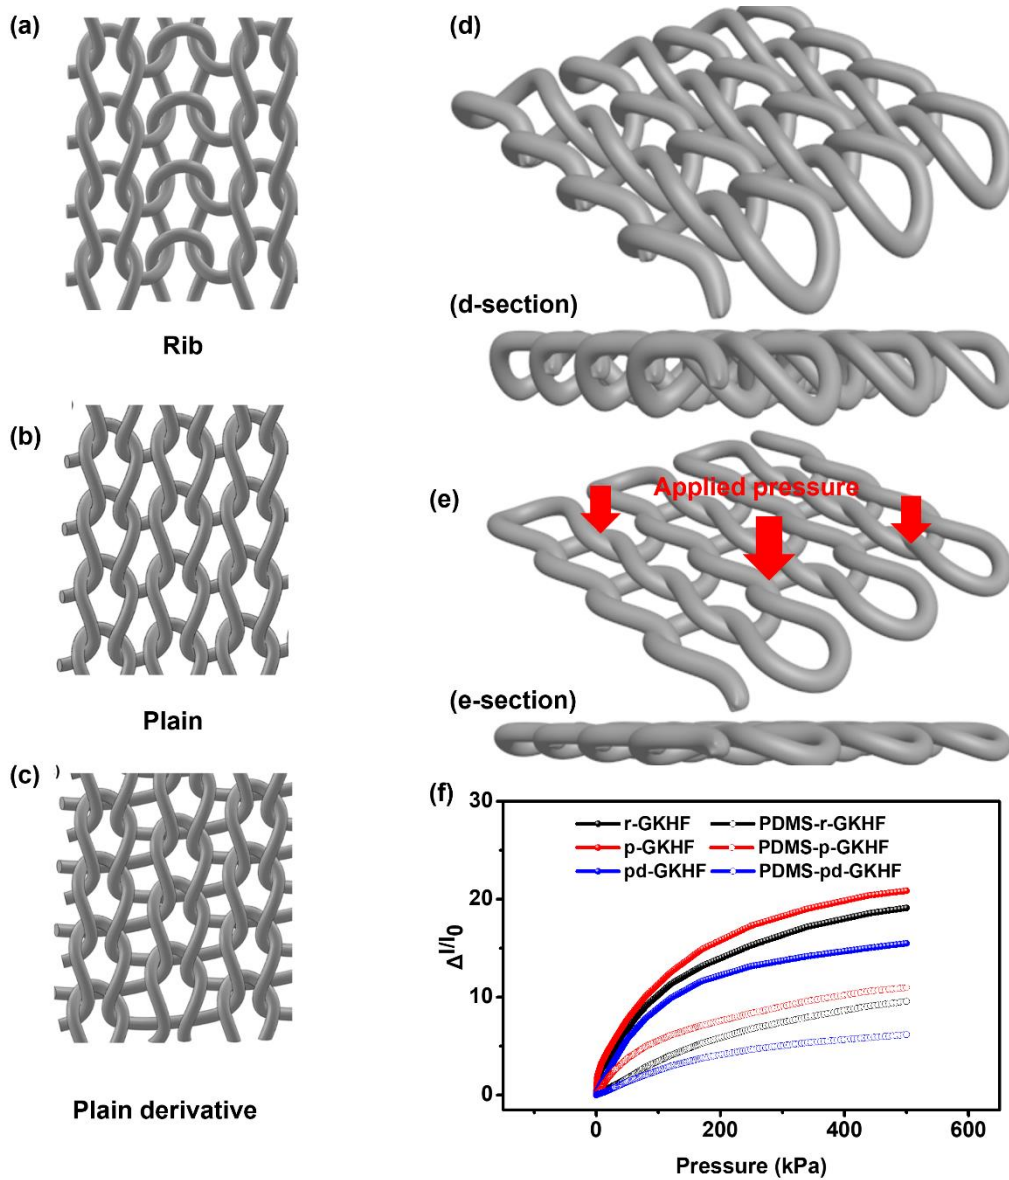 (a)
Rib
(b)
Plain
(c)
Plain derivative
(d)
(d-section)
(e)
Applied pressure
(e-section)
(f)
30
20
10
0
ΔI/I0
r-GKHF
PDMS-r-GKHF
p-GKHF
PDMS-p-GKHF
pd-GKHF
PDMS-pd-GKHF
0
200
400
600
Pressure (kPa)